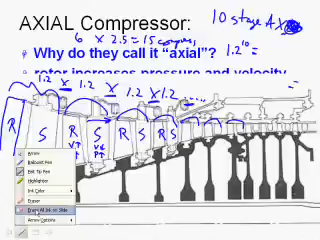 AXIAL Compressor:
10 stage AX
6 x 2.5 = 15 compres
Why do they call it “axial”?
1.2¹⁰ =
rotor increases pressure and velocity
1.2 x 1.2 x 1.2 x 1.2
R S R S R S R S
V↑ V↓
P↑ P↑
Arrow
Ballpoint Pen
Felt Tip Pen
Highlighter
Ink Color
Eraser
Erase All Ink on Slide
Arrow Options